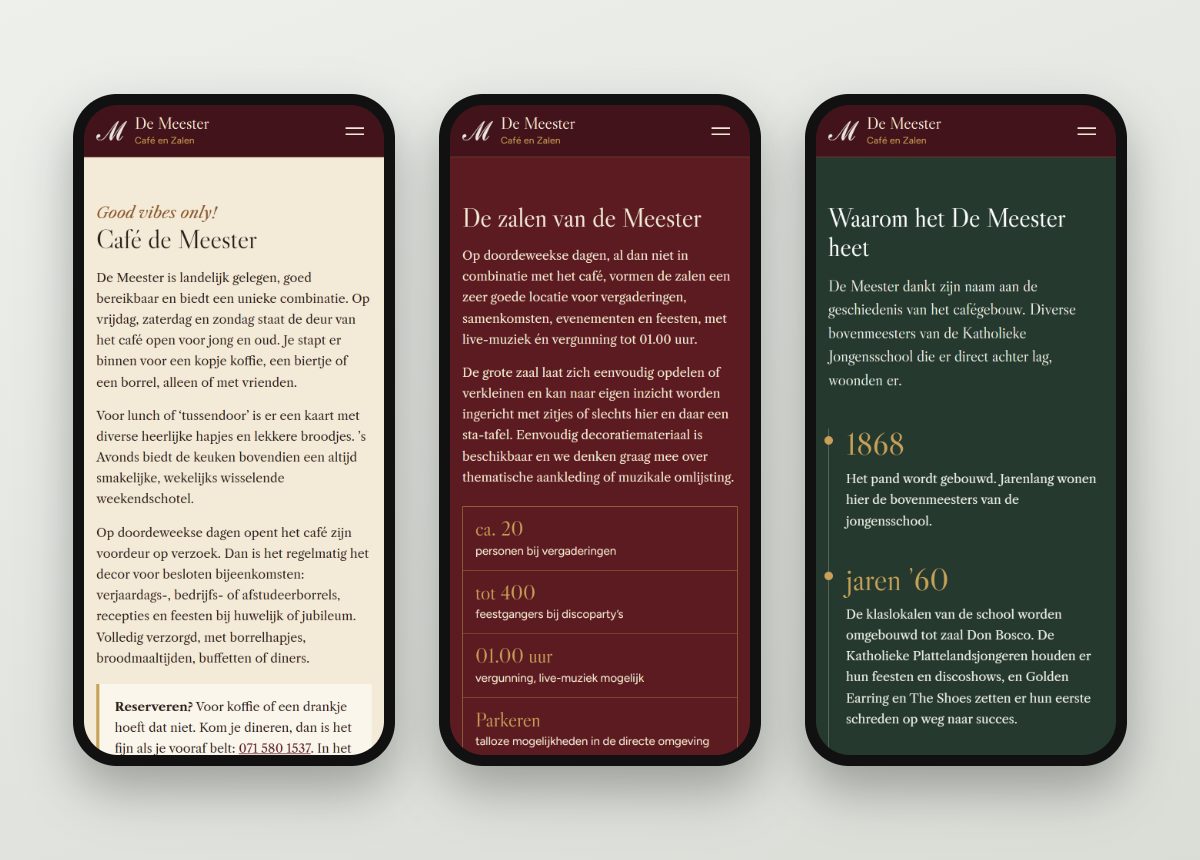 M De Meester
Café en Zalen
Good vibes only!
Café de Meester
De Meester is landelijk gelegen, goed
bereikbaar en biedt een unieke combinatie. Op
vrijdag, zaterdag en zondag staat de deur van
het café open voor jong en oud. Je stapt er
binnen voor een kopje koffie, een biertje of
een borrel, alleen of met vrienden.
Voor lunch of ‘tussendoor’ is er een kaart met
diverse heerlijke hapjes en lekkere broodjes. ’s
Avonds biedt de keuken bovendien een altijd
smakelijke, wekelijks wisselende
weekendschotel.
Op doordeweekse dagen opent het café zijn
voordeur op verzoek. Dan is het regelmatig het
decor voor besloten bijeenkomsten:
verjaardags-, bedrijfs- of afstudeerborrels,
recepties en feesten bij huwelijk of jubileum.
Volledig verzorgd, met borrelhapjes,
broodmaaltijden, buffetten of diners.
Reserveren? Voor koffie of een drankje
hoeft dat niet. Kom je dineren, dan is het
fijn als je vooraf belt: 071 580 1537. In het
M De Meester
Café en Zalen
De zalen van de Meester
Op doordeweekse dagen, al dan niet in
combinatie met het café, vormen de zalen een
zeer goede locatie voor vergaderingen,
samenkomsten, evenementen en feesten, met
live-muziek én vergunning tot 01.00 uur.
De grote zaal laat zich eenvoudig opdelen of
verkleinen en kan naar eigen inzicht worden
ingericht met zitjes of slechts hier en daar een
sta-tafel. Eenvoudig decoratiemateriaal is
beschikbaar en we denken graag mee over
thematische aankleding of muzikale omlijsting.
ca. 20
personen bij vergaderingen
tot 400
feestgangers bij discoparty’s
01.00 uur
vergunning, live-muziek mogelijk
Parkeren
talloze mogelijkheden in de directe omgeving
M De Meester
Café en Zalen
Waarom het De Meester
heet
De Meester dankt zijn naam aan de
geschiedenis van het cafégebouw. Diverse
bovenmeesters van de Katholieke
Jongensschool die er direct achter lag,
woonden er.
1868
Het pand wordt gebouwd. Jarenlang wonen
hier de bovenmeesters van de
jongensschool.
jaren ’60
De klaslokalen van de school worden
omgebouwd tot zaal Don Bosco. De
Katholieke Plattelandsjongeren houden er
hun feesten en discoshows, en Golden
Earring en The Shoes zetten er hun eerste
schreden op weg naar succes.